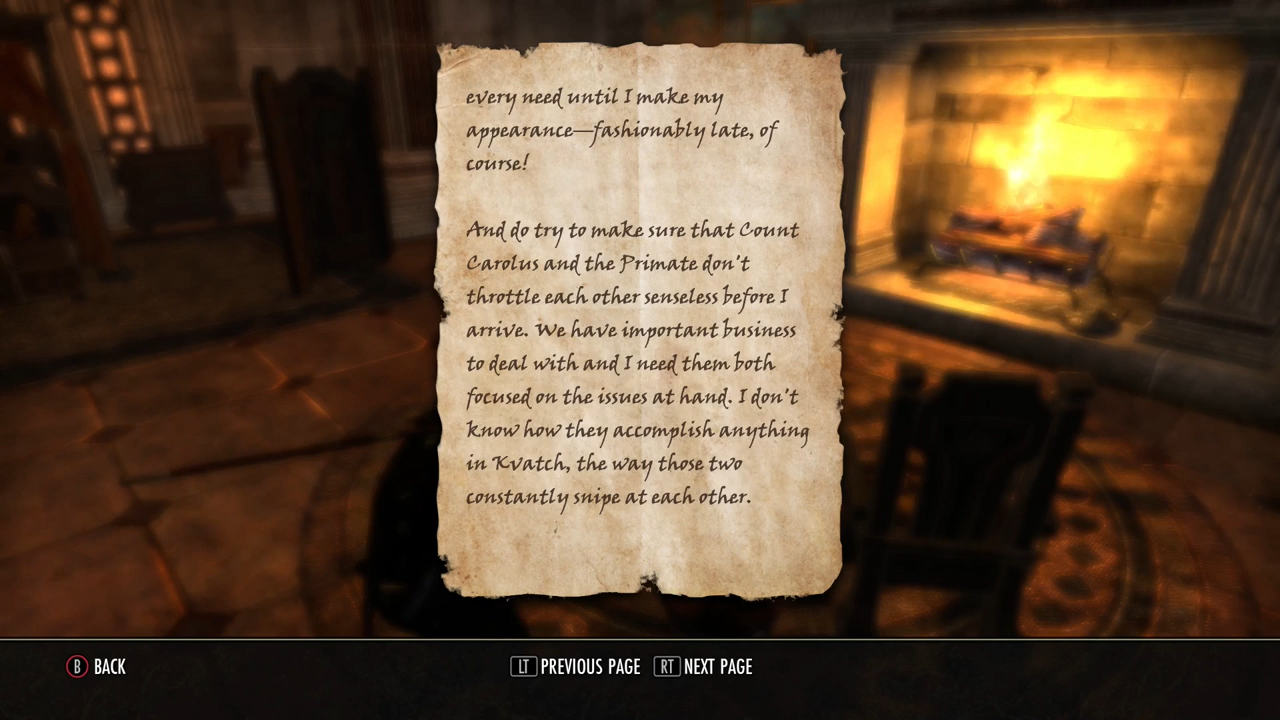 every need until I make my
appearance—fashionably late, of
course!
And do try to make sure that Count
Carolus and the Primate don't
throttle each other senseless before I
arrive. We have important business
to deal with and I need them both
focused on the issues at hand. I don't
know how they accomplish anything
in Kvatch, the way those two
constantly snipe at each other.
B BACK LT PREVIOUS PAGE RT NEXT PAGE